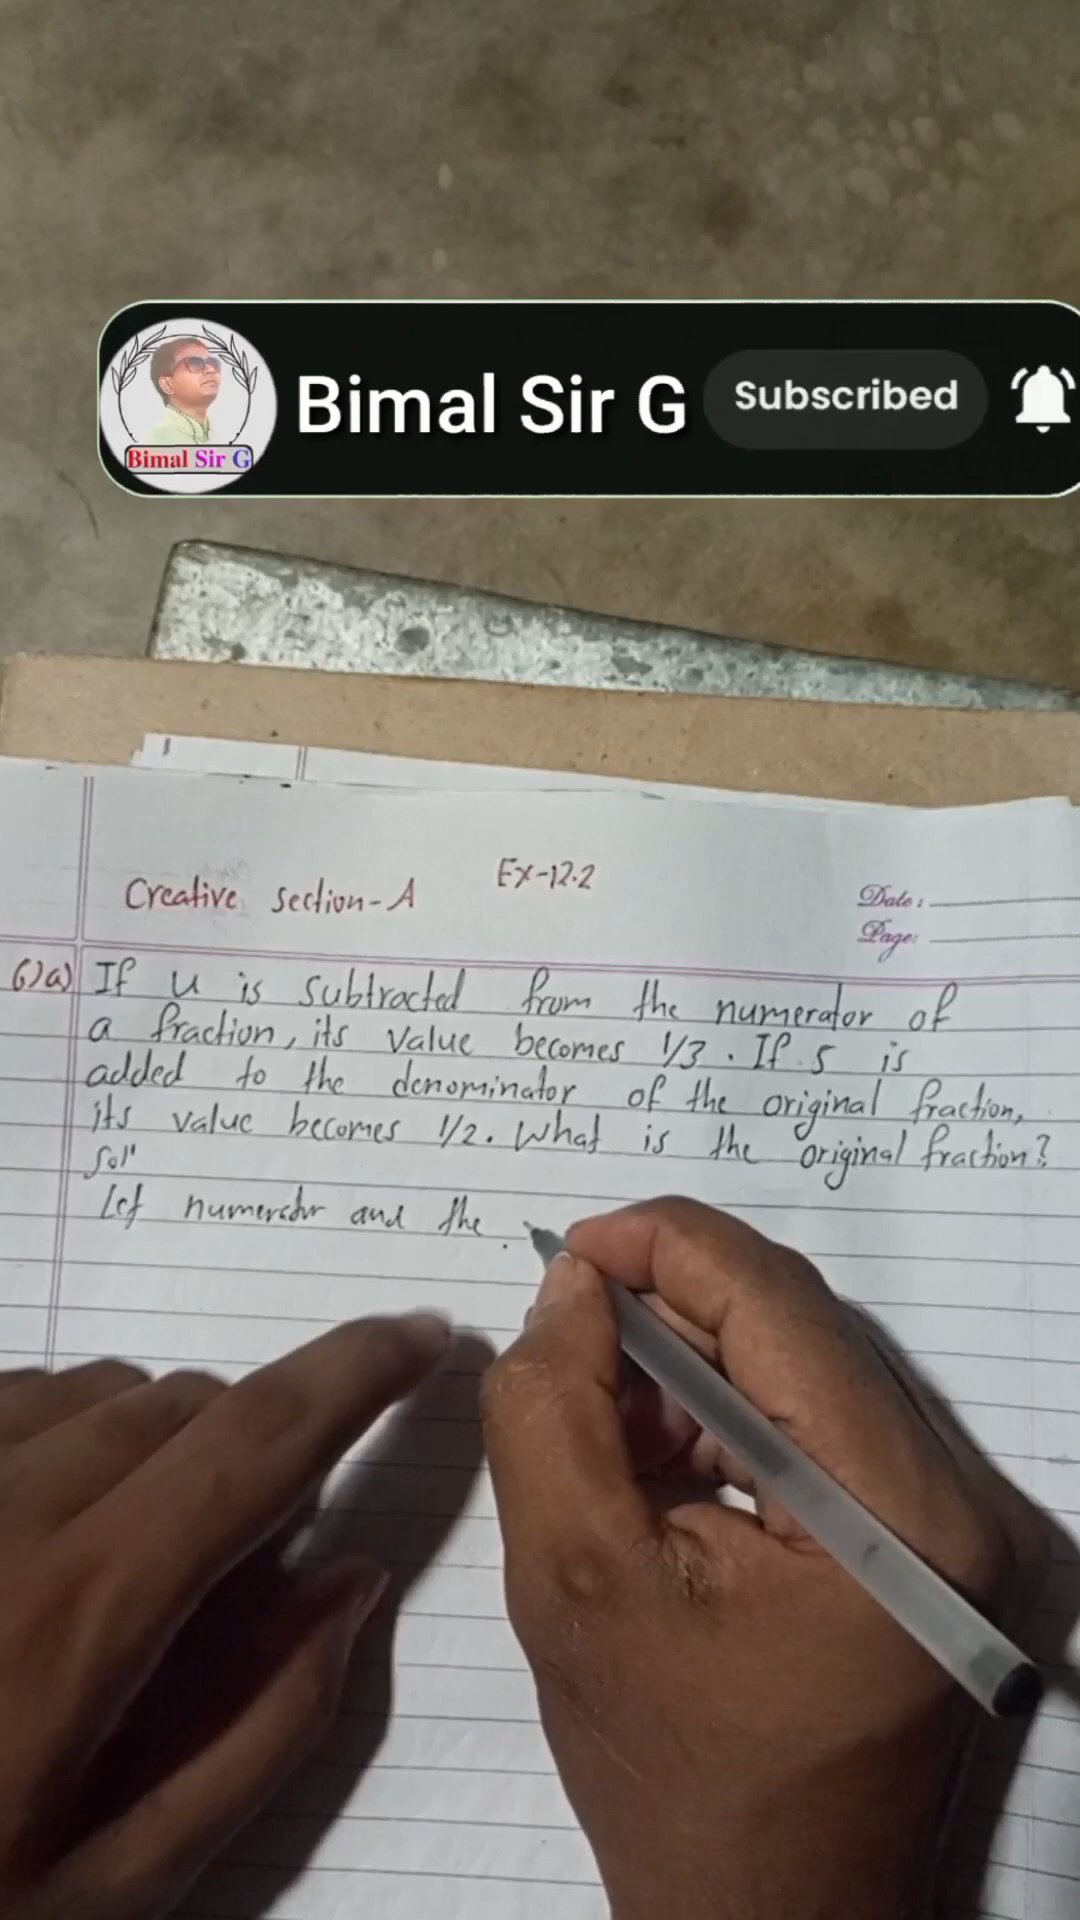 Bimal Sir G
Subscribed
Bimal Sir G
Ex-12.2
Creative section-A
Date:
Page:
6)a) If 4 is subtracted from the numerator of
a fraction, its value becomes 1/3. If 5 is
added to the denominator of the original fraction,
its value becomes 1/2. What is the original fraction?
Solⁿ
Let numerator and the